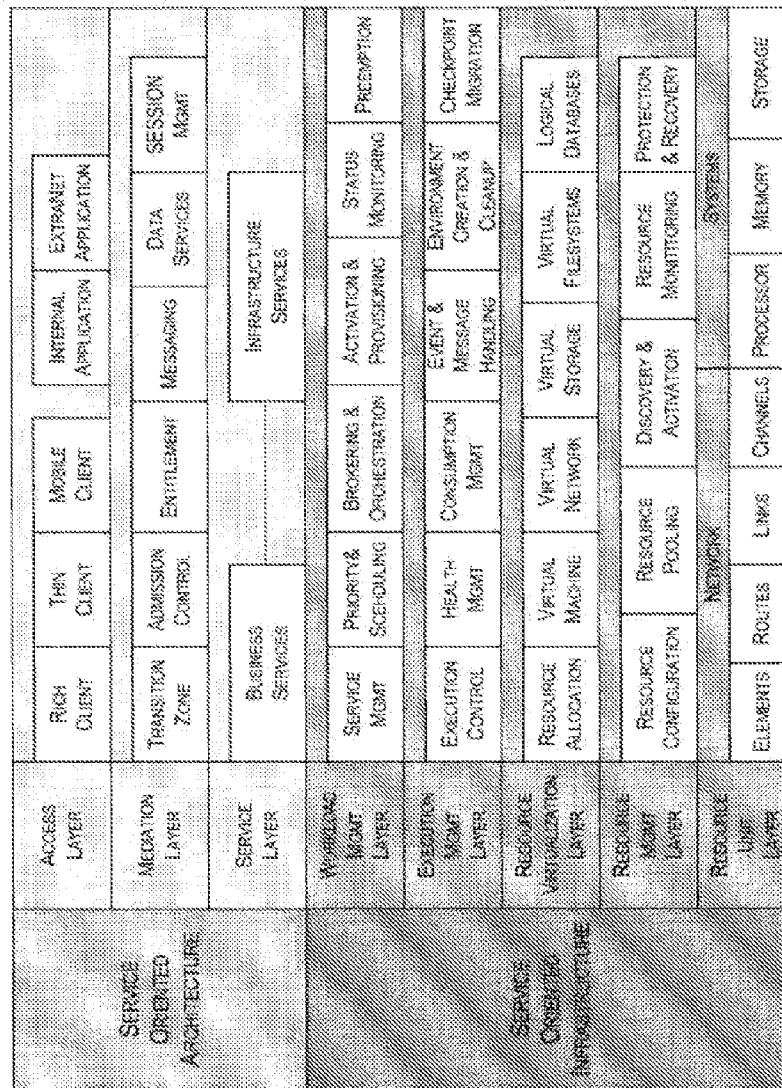 SERVICE
ORIENTED
ARCHITECTURE
ACCESS
LAYER
RICH
CLIENT
THIN
CLIENT
MOBILE
CLIENT
INTERNAL
APPLICATION
EXTRANET
APPLICATION
MEDIATION
LAYER
TRANSITION
ZONE
ADMISSION
CONTROL
ENTITLEMENT
MESSAGING
DATA
SERVICES
SESSION
MGMT
SERVICE
LAYER
BUSINESS
SERVICES
INFRASTRUCTURE
SERVICES
SERVICE
ORIENTED
INFRASTRUCTURE
WORKLOAD
MGMT
LAYER
SERVICE
MGMT
PRIORITY&
SCEHDULING
BROKERING &
ORCHESTRATION
ACTIVATION &
PROVISIONING
STATUS
MONITORING
PREEMPTION
EXECUTION
MGMT
LAYER
EXECUTION
CONTROL
HEALTH
MGMT
CONSUMPTION
MGMT
EVENT &
MESSAGE
HANDLING
ENVIRONMENT
CREATION &
CLEANUP
CHECKPOINT
MIGRATION
RESOURCE
VIRTUALIZATION
LAYER
RESOURCE
ALLOCATION
VIRTUAL
MACHINE
VIRTUAL
NETWORK
VIRTUAL
STORAGE
VIRTUAL
FILESYSTEMS
LOGICAL
DATABASES
RESOURCE
MGMT
LAYER
RESOURCE
CONFIGURATION
RESOURCE
POOLING
DISCOVERY &
ACTIVATION
RESOURCE
MONITITORING
PROTECTION
& RECOVERY
RESOURCE
LAYER
NETWORK
SYSTEMS
ELEMENTS
ROUTES
LINKS
CHANNELS
PROCESSOR
MEMORY
STORAGE